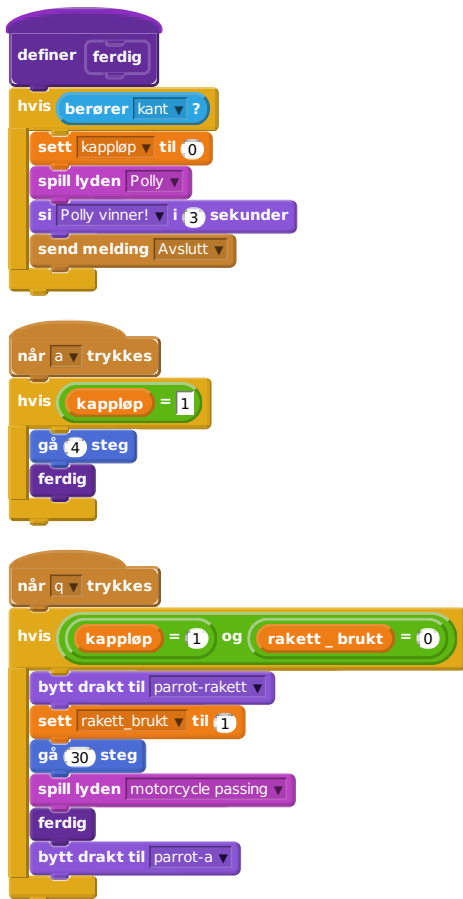 definer ferdig
hvis berører kant ▼ ?
sett kappløp ▼ til 0
spill lyden Polly ▼
si Polly vinner! ▼ i 3 sekunder
send melding Avslutt ▼
når a ▼ trykkes
hvis kappløp = 1
gå 4 steg
ferdig
når q ▼ trykkes
hvis kappløp = 1 og rakett _ brukt = 0
bytt drakt til parrot-rakett ▼
sett rakett_brukt ▼ til 1
gå 30 steg
spill lyden motorcycle passing ▼
ferdig
bytt drakt til parrot-a ▼